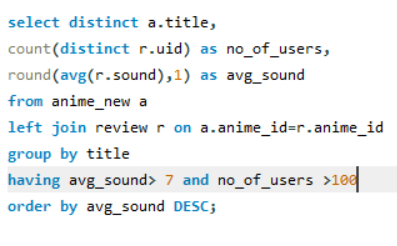 select distinct a.title,
count(distinct r.uid) as no_of_users,
round(avg(r.sound),1) as avg_sound
from anime_new a
left join review r on a.anime_id=r.anime_id
group by title
having avg_sound> 7 and no_of_users >100
order by avg_sound DESC;